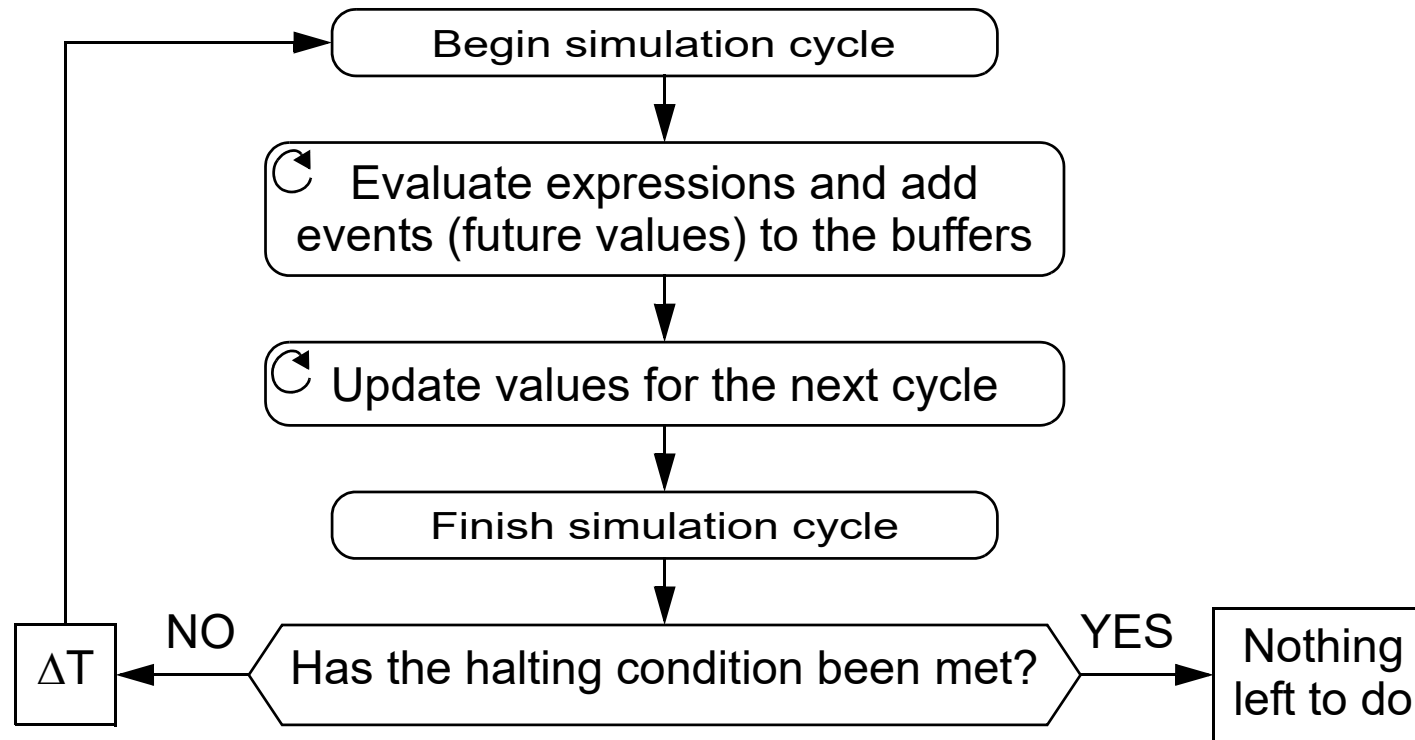 Begin simulation cycle
Evaluate expressions and add
events (future values) to the buffers
Update values for the next cycle
Finish simulation cycle
NO
YES
ΔT
Has the halting condition been met?
Nothing
left to do